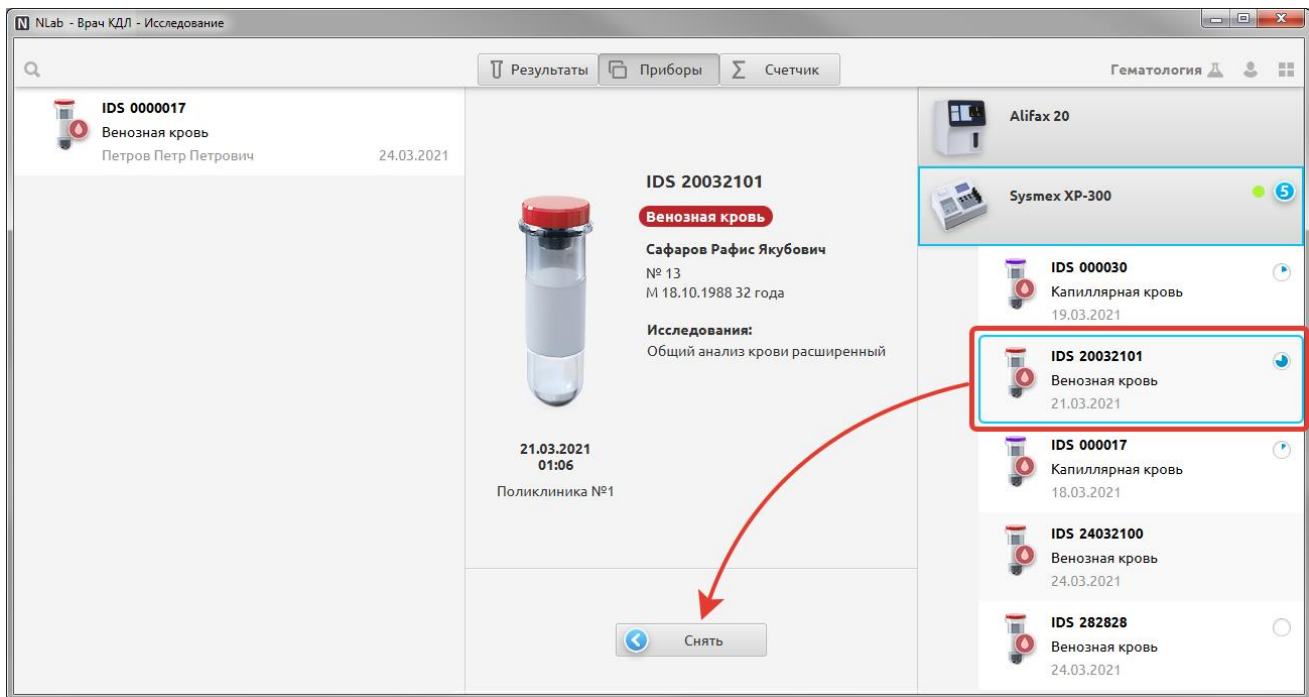 NLab - Врач КДЛ - Исследование
Результаты
Приборы
Счетчик
Гематология
IDS 0000017
Венозная кровь
Петров Петр Петрович 24.03.2021
IDS 20032101
Венозная кровь
Сафаров Рафис Якубович
№ 13
М 18.10.1988 32 года
Исследования:
Общий анализ крови расширенный
21.03.2021
01:06
Поликлиника №1
Снять
Alifax 20
Sysmex XP-300 5
IDS 000030
Капиллярная кровь
19.03.2021
IDS 20032101
Венозная кровь
21.03.2021
IDS 000017
Капиллярная кровь
18.03.2021
IDS 24032100
Венозная кровь
24.03.2021
IDS 282828
Венозная кровь
24.03.2021